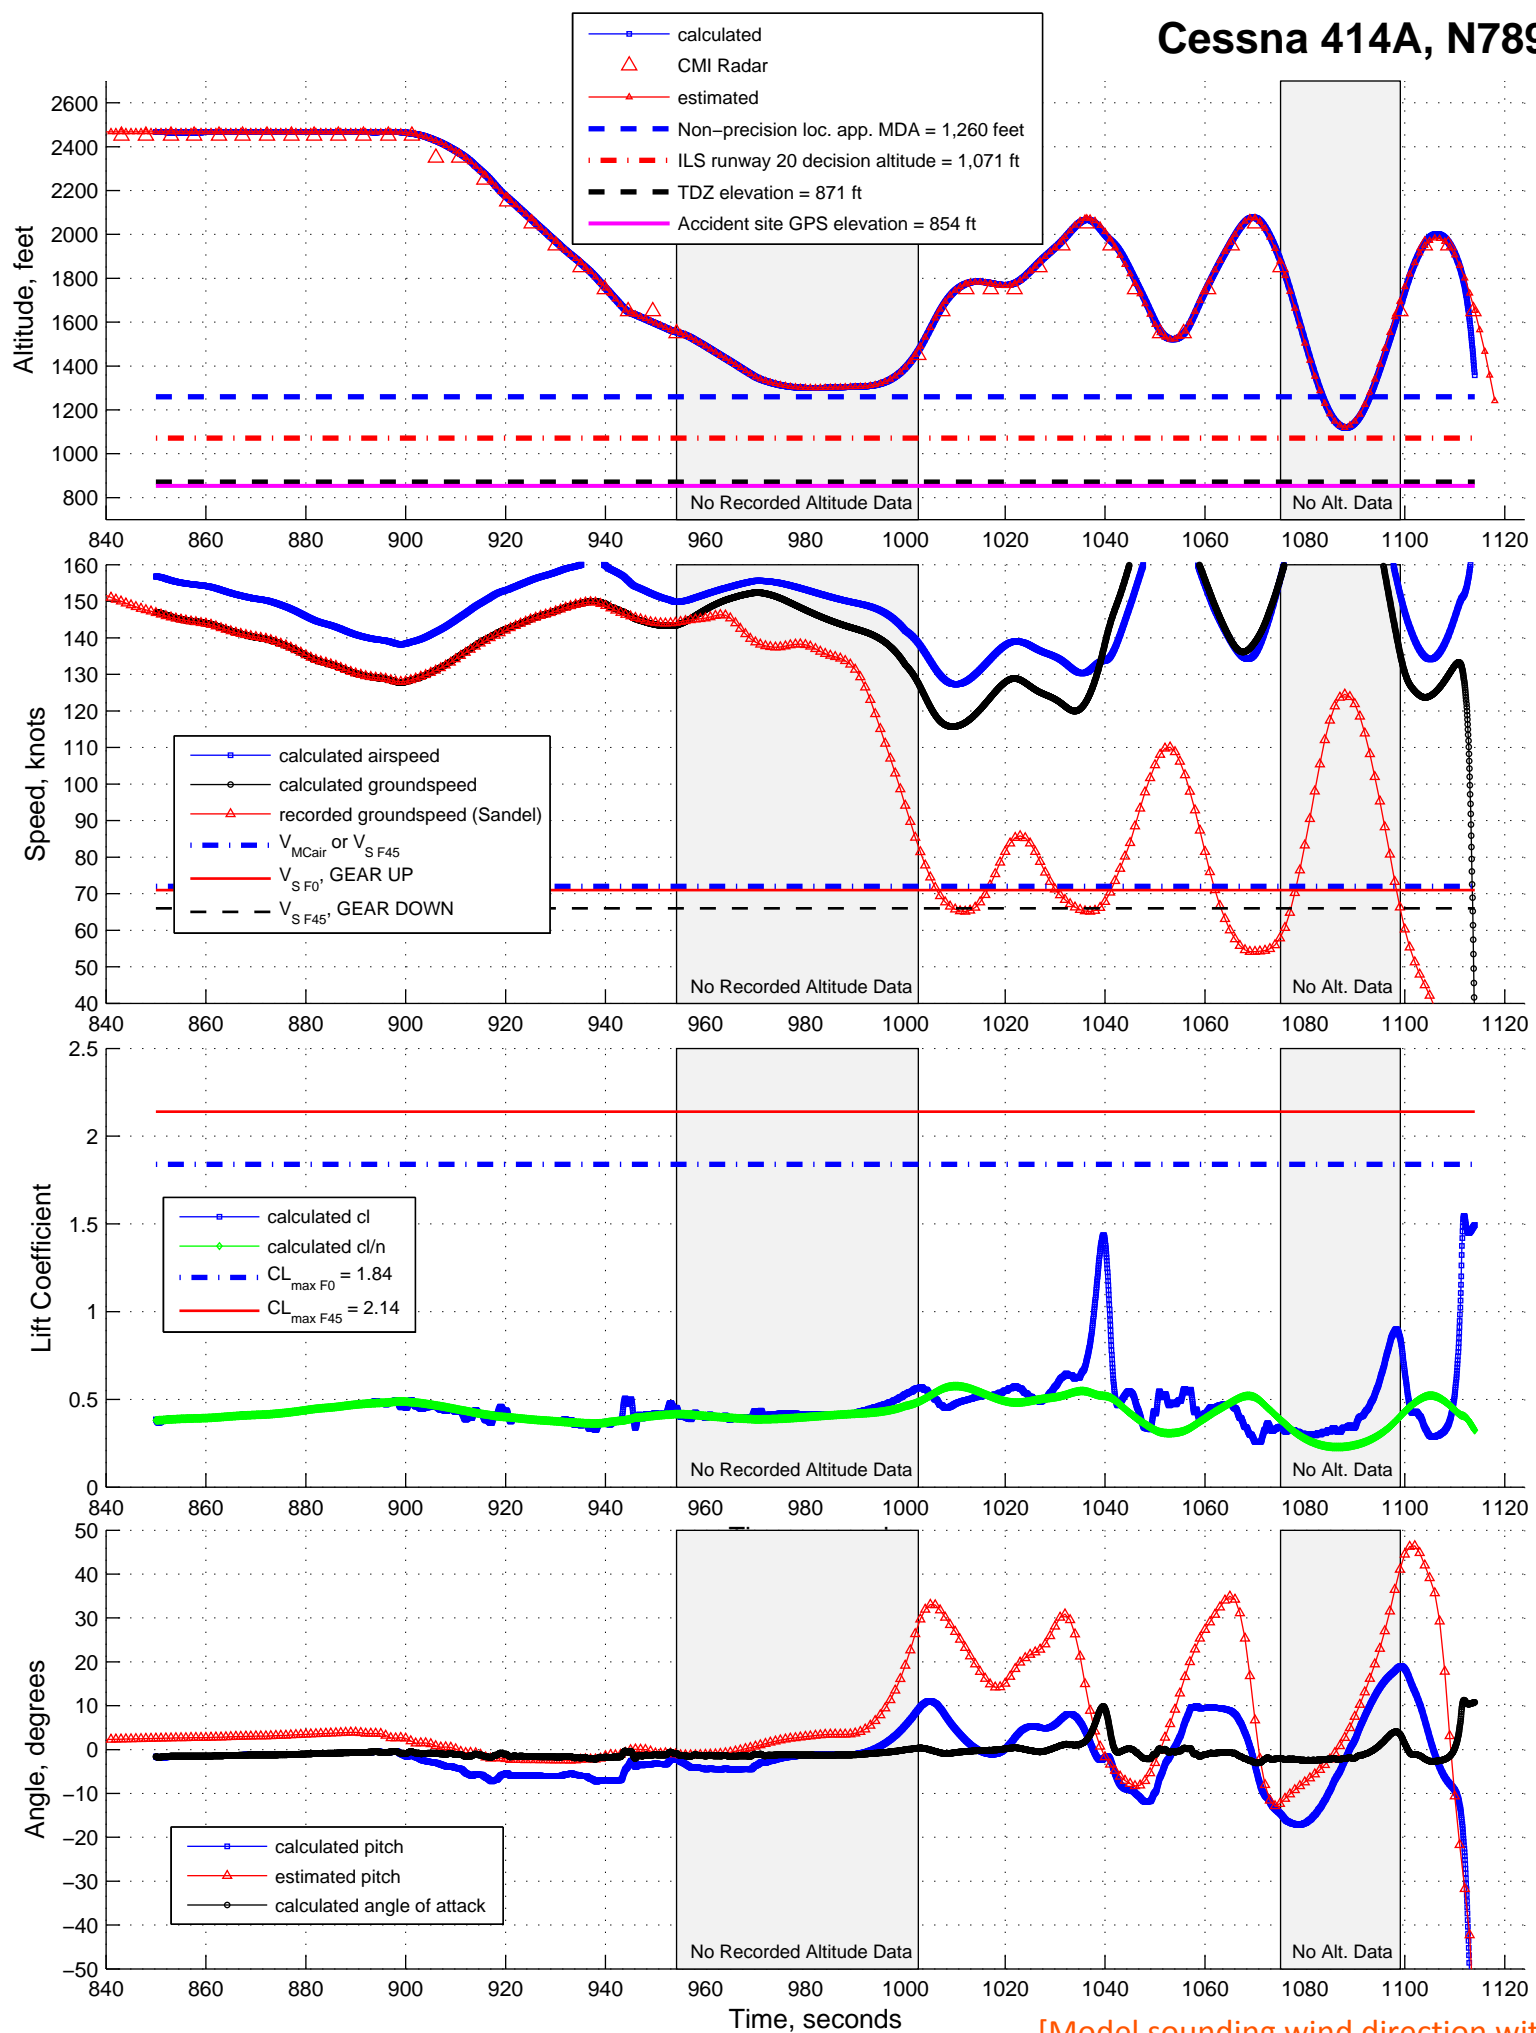 Cessna 414A, N789
calculated
CMI Radar
estimated
Non−precision loc. app. MDA = 1,260 feet
ILS runway 20 decision altitude = 1,071 ft
TDZ elevation = 871 ft
Accident site GPS elevation = 854 ft
Altitude, feet
2600
2400
2200
2000
1800
1600
1400
1200
1000
800
No Recorded Altitude Data
No Alt. Data
840 860 880 900 920 940 960 980 1000 1020 1040 1060 1080 1100 1120
Speed, knots
160
150
140
130
120
110
100
90
80
70
60
50
40
calculated airspeed
calculated groundspeed
recorded groundspeed (Sandel)
VMCair or VS F45
VS F0, GEAR UP
VS F45, GEAR DOWN
No Recorded Altitude Data
No Alt. Data
840 860 880 900 920 940 960 980 1000 1020 1040 1060 1080 1100 1120
Lift Coefficient
2.5
2
1.5
1
0.5
0
calculated cl
calculated cl/n
CLmax F0 = 1.84
CLmax F45 = 2.14
No Recorded Altitude Data
No Alt. Data
840 860 880 900 920 940 960 980 1000 1020 1040 1060 1080 1100 1120
Angle, degrees
50
40
30
20
10
0
−10
−20
−30
−40
−50
calculated pitch
estimated pitch
calculated angle of attack
No Recorded Altitude Data
No Alt. Data
840 860 880 900 920 940 960 980 1000 1020 1040 1060 1080 1100 1120
Time, seconds
[Model sounding wind direction wit